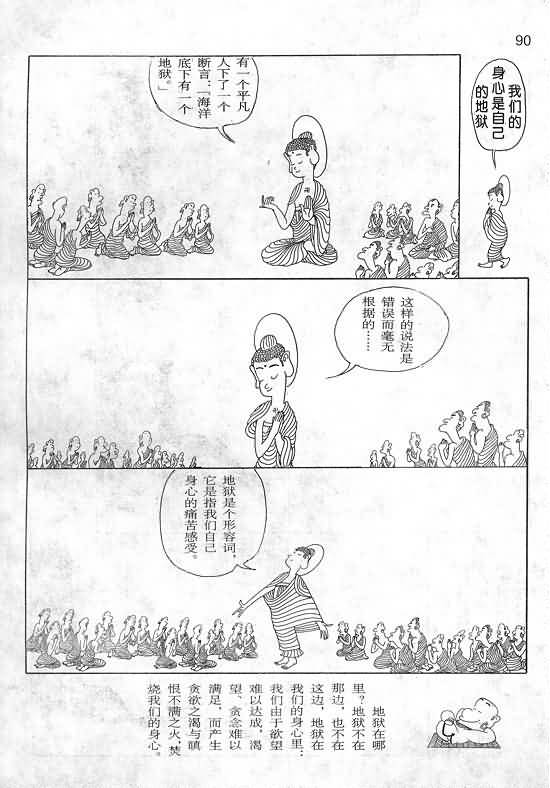 90
我们的
身心是自己
的地狱
有一个平凡
人下了一个
断言：「海洋
底下有一个
地狱。」
这样的说法是
错误而毫无
根据的……
地狱是个形容词，
它是指我们自己
身心的痛苦感受。
地狱在哪
里？地狱不在
那边，也不在
这边，地狱在
我们的身心里…
我们由于欲望
难以达成，渴
望、贪念难以
满足，而产生
贪欲之渴与嗔
恨不满之火，焚
烧我们的身心。